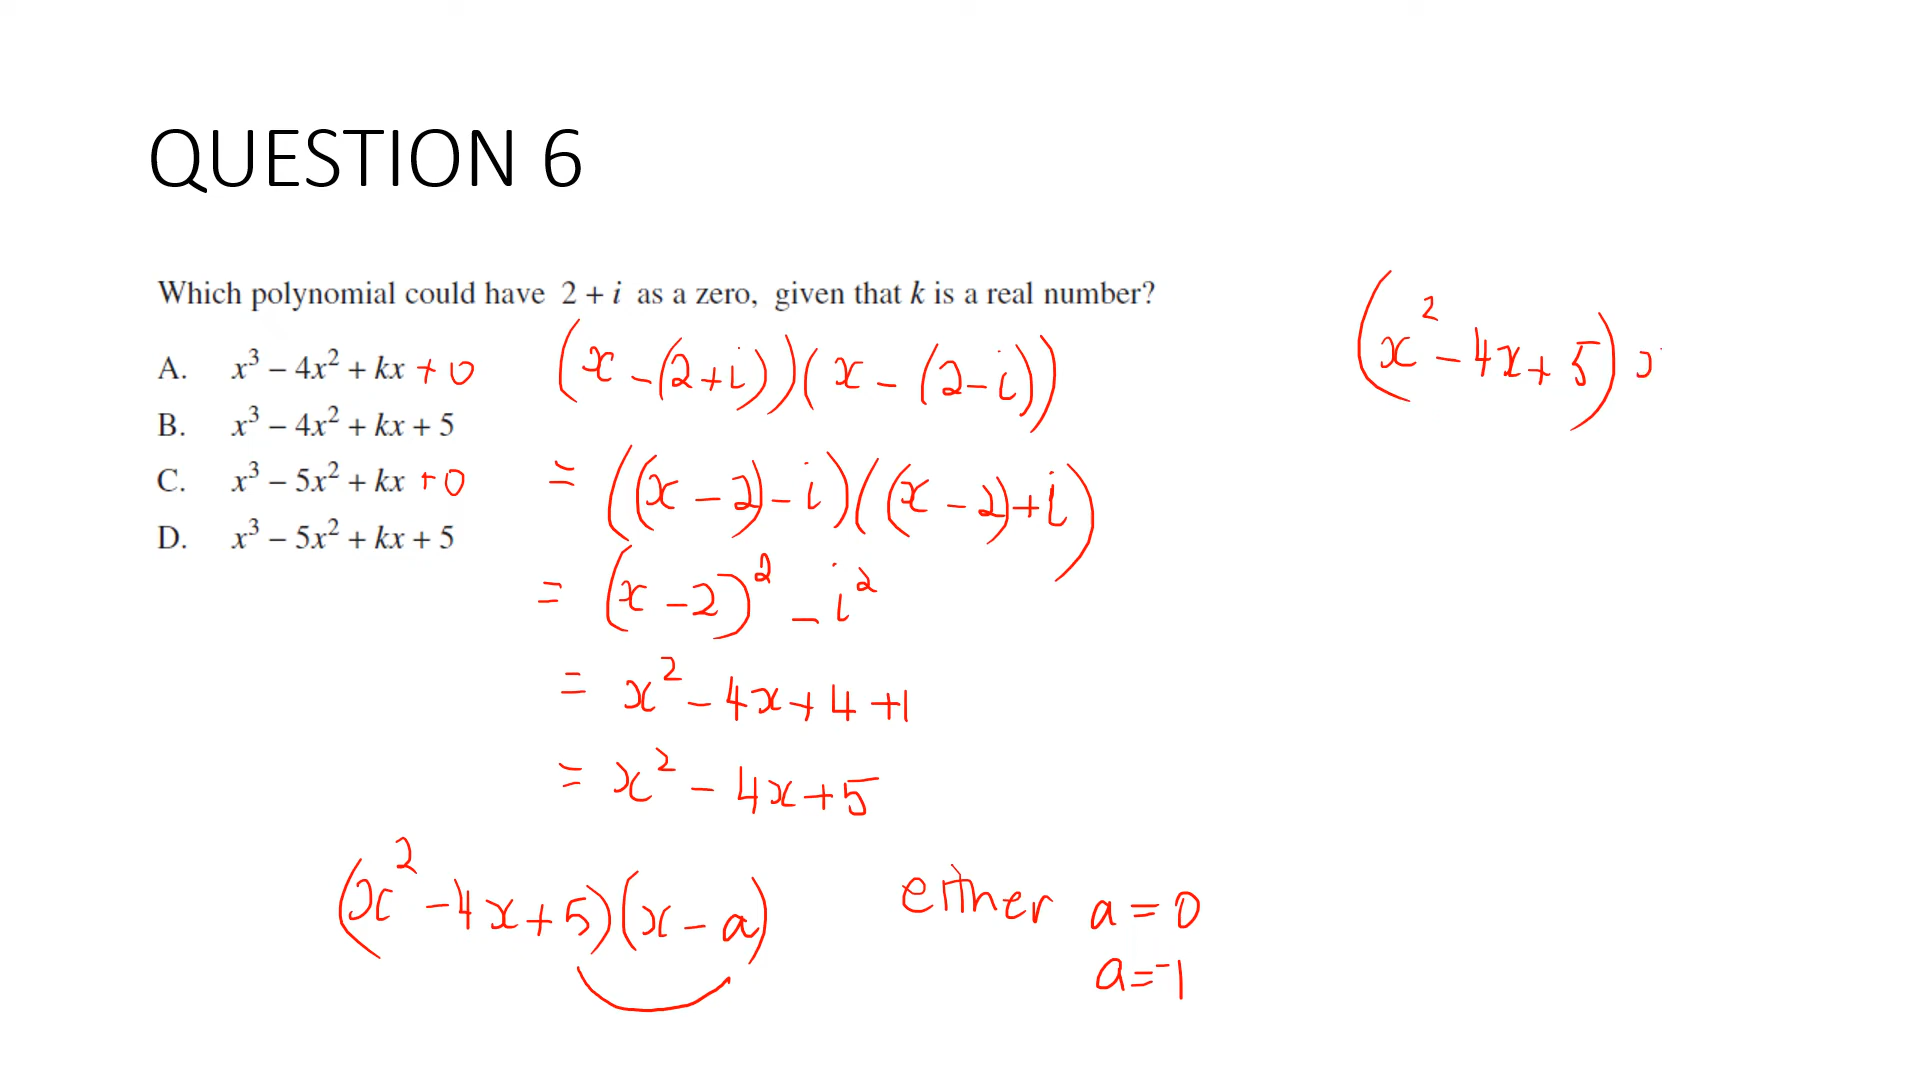 QUESTION 6
Which polynomial could have 2 + i as a zero, given that k is a real number?
A. x³ – 4x² + kx + 0
B. x³ – 4x² + kx + 5
C. x³ – 5x² + kx + 0
D. x³ – 5x² + kx + 5
(x – (2+i))(x – (2–i))
= ((x – 2) – i)((x – 2) + i)
= (x – 2)² – i²
= x² – 4x + 4 + 1
= x² – 4x + 5
(x² – 4x + 5)(x – a)
either a = 0
a = -1
(x² – 4x + 5)